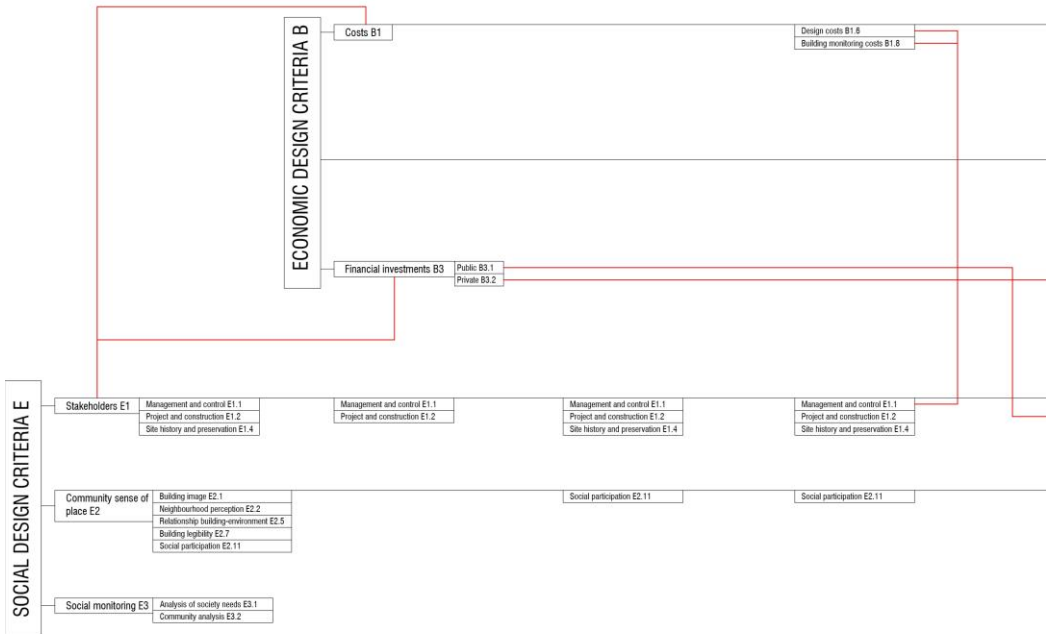 ECONOMIC DESIGN CRITERIA B
Costs B1
Design costs B1.6
Building monitoring costs B1.8
Financial investments B3
Public B3.1
Private B3.2
SOCIAL DESIGN CRITERIA E
Stakeholders E1
Management and control E1.1
Project and construction E1.2
Site history and preservation E1.4
Management and control E1.1
Project and construction E1.2
Management and control E1.1
Project and construction E1.2
Site history and preservation E1.4
Management and control E1.1
Project and construction E1.2
Site history and preservation E1.4
Community sense of
place E2
Building image E2.1
Neighbourhood perception E2.2
Relationship building-environment E2.5
Building legibility E2.7
Social participation E2.11
Social participation E2.11
Social participation E2.11
Social monitoring E3
Analysis of society needs E3.1
Community analysis E3.2